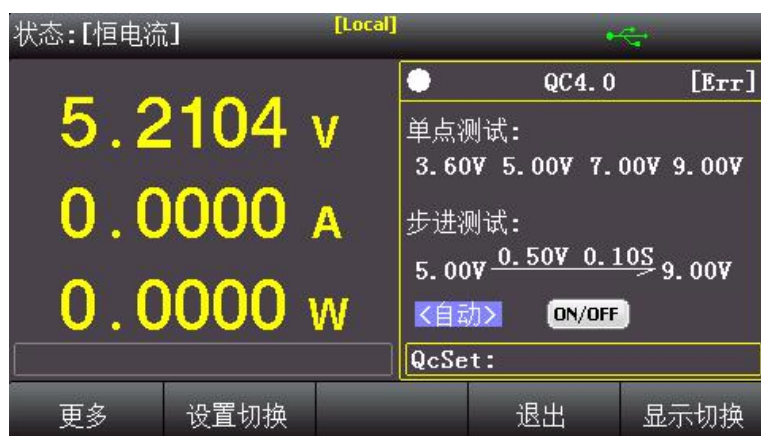 状态:[恒电流] [Local]
5.2104 V
0.0000 A
0.0000 W
QC4.0 [Err]
单点测试:
3.60V 5.00V 7.00V 9.00V
步进测试:
0.50V 0.10S
5.00V 9.00V
<自动> ON/OFF
QcSet:
更多 设置切换 退出 显示切换